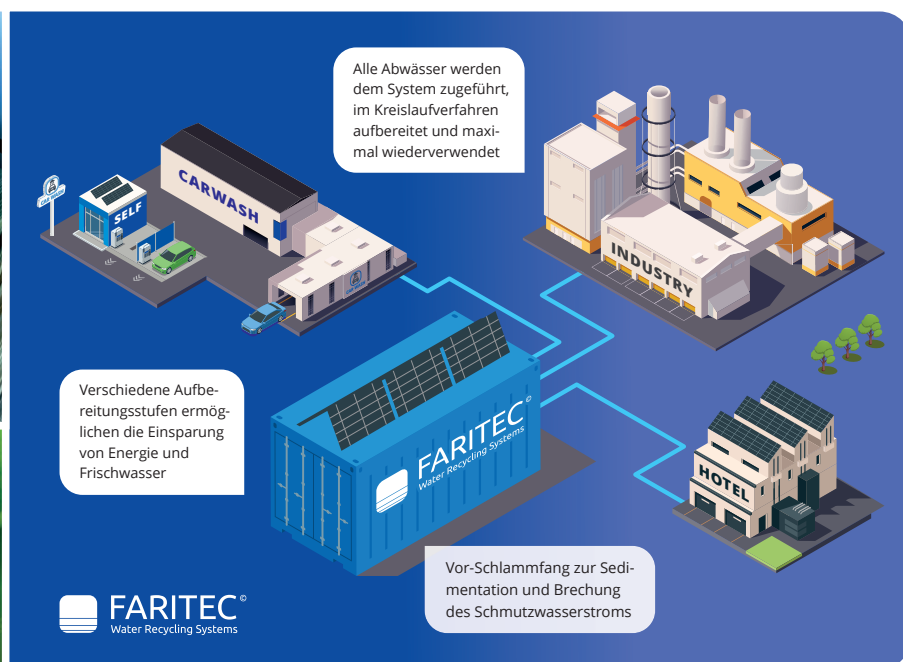 Alle Abwässer werden
dem System zugeführt,
im Kreislaufverfahren
aufbereitet und maxi-
mal wiederverwendet
CARWASH
SELF
CAR WASH
INDUSTRY
Verschiedene Aufbe-
reitungsstufen ermög-
lichen die Einsparung
von Energie und
Frischwasser
FARITEC©
Water Recycling Systems
HOTEL
Vor-Schlammfang zur Sedi-
mentation und Brechung
des Schmutzwasserstroms
FARITEC©
Water Recycling Systems